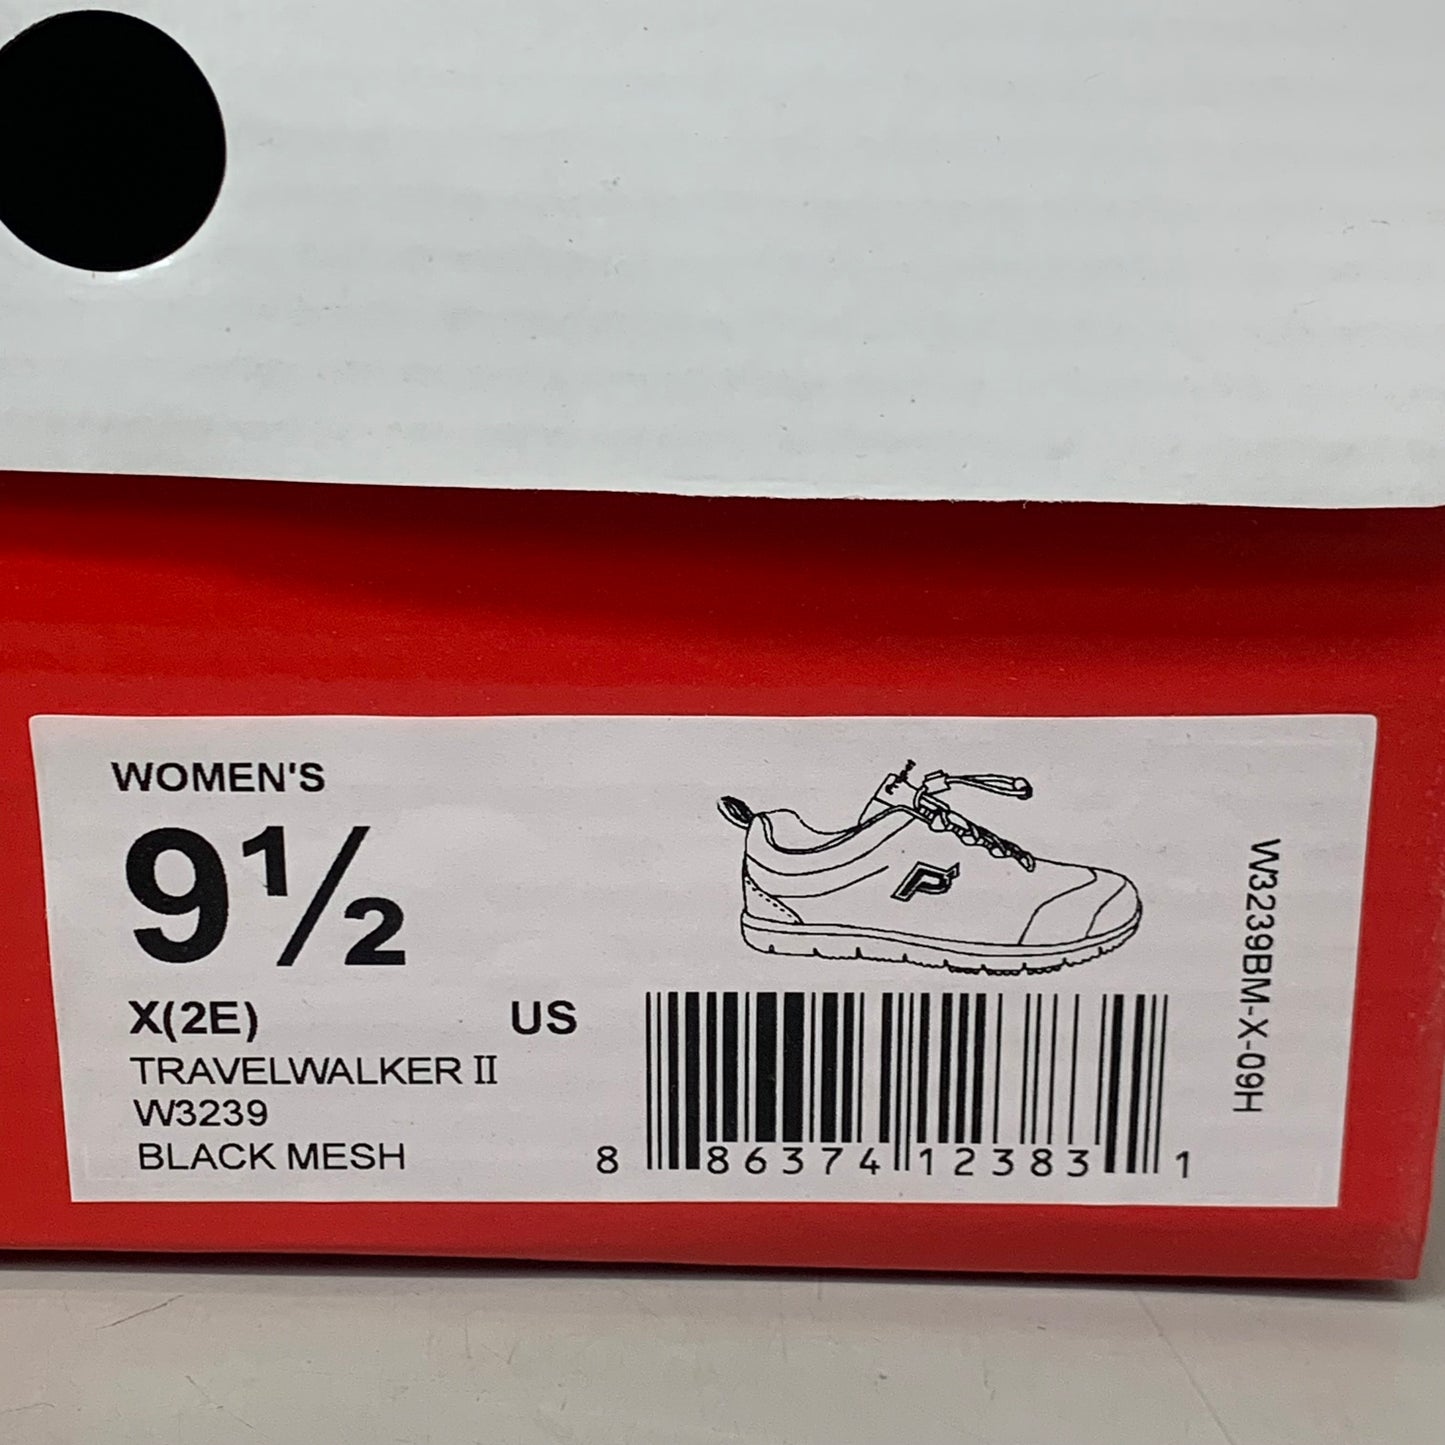 WOMEN'S
9½
X(2E) US
TRAVELWALKER II
W3239
BLACK MESH
8 86374 12383 1
W3239BM-X-09H